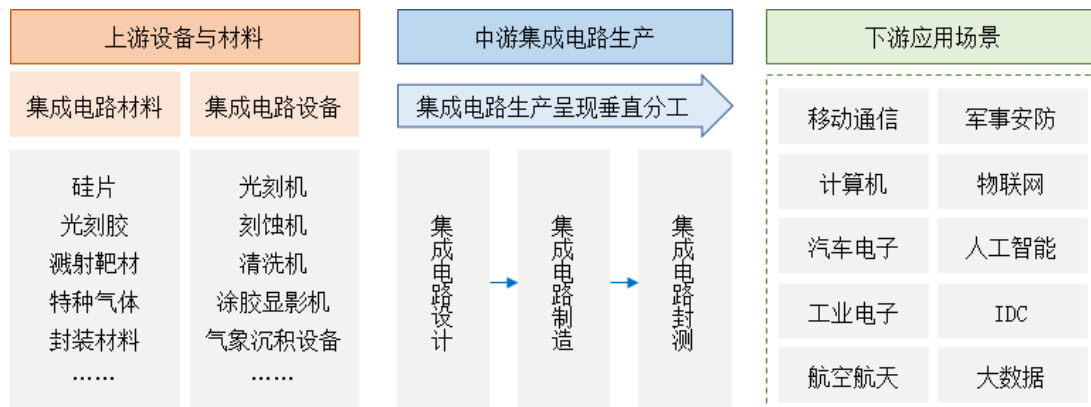 上游设备与材料
集成电路材料
集成电路设备
硅片
光刻胶
溅射靶材
特种气体
封装材料
……
光刻机
刻蚀机
清洗机
涂胶显影机
气象沉积设备
……
中游集成电路生产
集成电路生产呈现垂直分工
集成电路设计
集成电路制造
集成电路封测
下游应用场景
移动通信
军事安防
计算机
物联网
汽车电子
人工智能
工业电子
IDC
航空航天
大数据